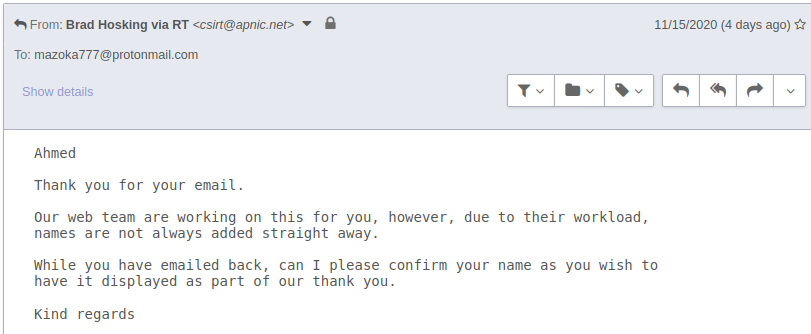 From: Brad Hosking via RT <csirt@apnic.net>
11/15/2020 (4 days ago)
To: mazoka777@protonmail.com
Show details
Ahmed
Thank you for your email.
Our web team are working on this for you, however, due to their workload,
names are not always added straight away.
While you have emailed back, can I please confirm your name as you wish to
have it displayed as part of our thank you.
Kind regards